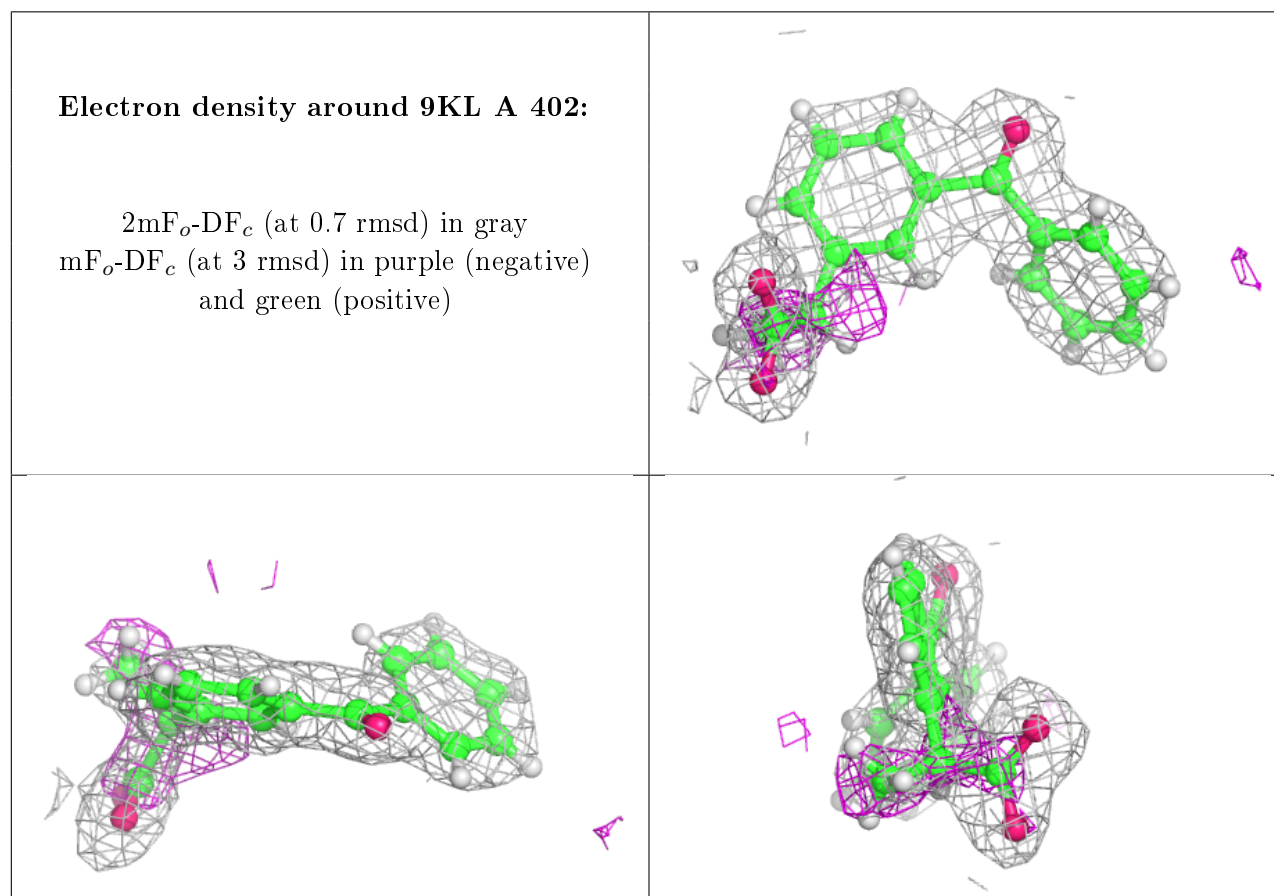 Electron density around 9KL A 402:
2mFₒ-DF𝒸 (at 0.7 rmsd) in gray
mFₒ-DF𝒸 (at 3 rmsd) in purple (negative)
and green (positive)